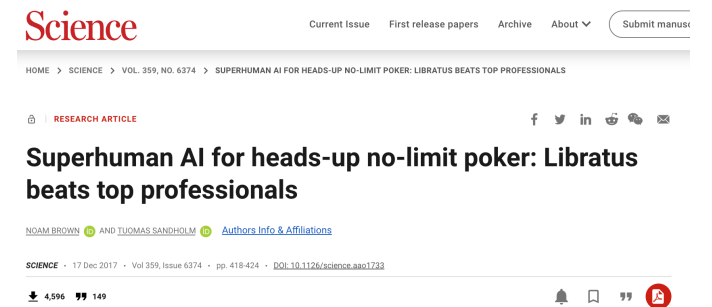 Science
Current Issue First release papers Archive About Submit manusc
HOME > SCIENCE > VOL. 359, NO. 6374 > SUPERHUMAN AI FOR HEADS-UP NO-LIMIT POKER: LIBRATUS BEATS TOP PROFESSIONALS
RESEARCH ARTICLE
Superhuman AI for heads-up no-limit poker: Libratus
beats top professionals
NOAM BROWN iD AND TUOMAS SANDHOLM iD Authors Info & Affiliations
SCIENCE • 17 Dec 2017 • Vol 359, Issue 6374 • pp. 418-424 • DOI: 10.1126/science.aao1733
4,596 149